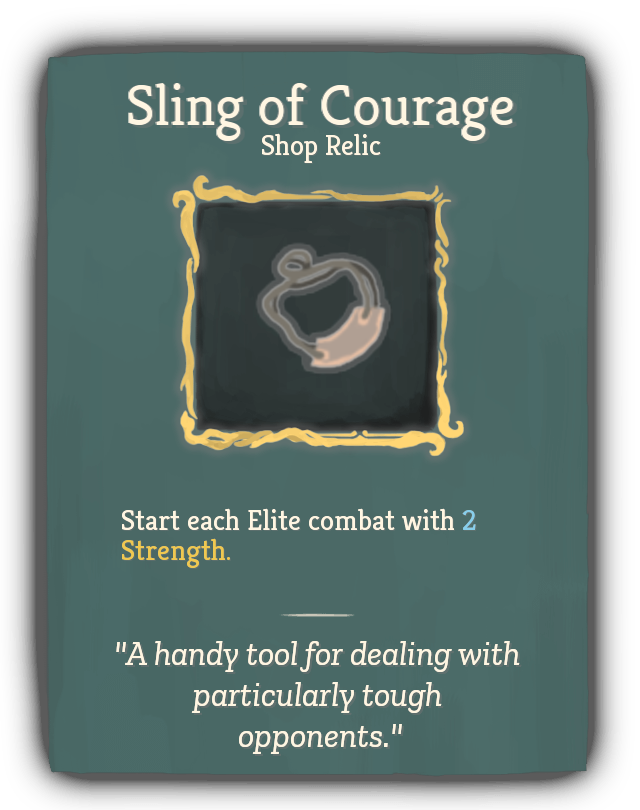 Sling of Courage
Shop Relic
Start each Elite combat with 2
Strength.
"A handy tool for dealing with
particularly tough
opponents."